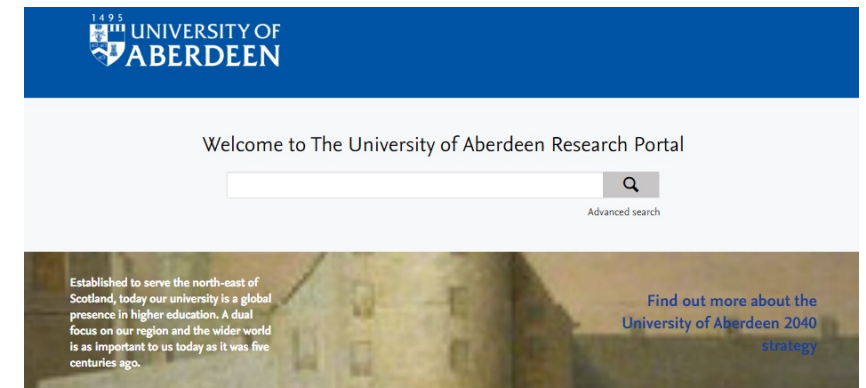 1495
UNIVERSITY OF
ABERDEEN
Welcome to The University of Aberdeen Research Portal
Advanced search
Established to serve the north-east of
Scotland, today our university is a global
presence in higher education. A dual
focus on our region and the wider world
is as important to us today as it was five
centuries ago.
Find out more about the
University of Aberdeen 2040
strategy